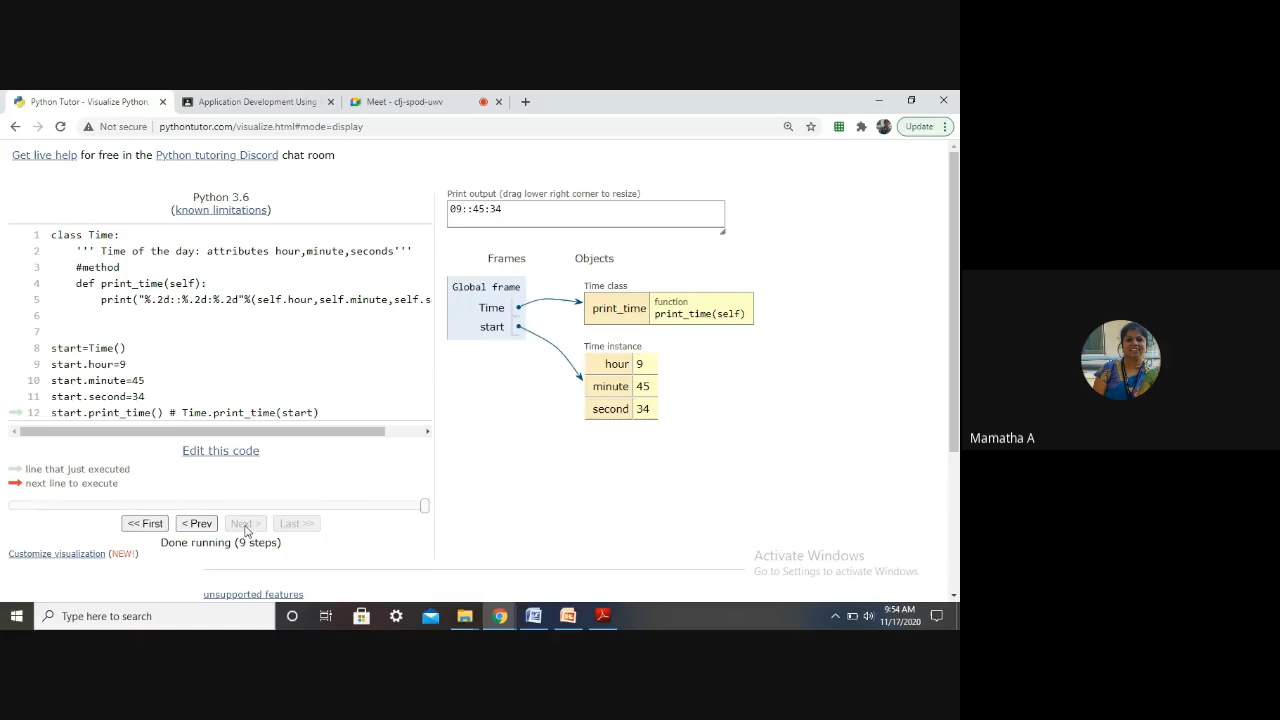 Python Tutor - Visualize Python,
Application Development Using
Meet - cfj-spod-uwv
Not secure
pythontutor.com/visualize.html#mode=display
Update
Get live help for free in the Python tutoring Discord chat room
Python 3.6
(known limitations)
1 class Time:
2 ''' Time of the day: attributes hour,minute,seconds'''
3 #method
4 def print_time(self):
5 print("%.2d::%.2d:%.2d"%(self.hour,self.minute,self.s
6
7
8 start=Time()
9 start.hour=9
10 start.minute=45
11 start.second=34
12 start.print_time() # Time.print_time(start)
Edit this code
line that just executed
next line to execute
<< First
< Prev
Next >
Last >>
Done running (9 steps)
Customize visualization (NEW!)
unsupported features
Print output (drag lower right corner to resize)
09::45:34
Frames
Objects
Global frame
Time
start
Time class
print_time
function
print_time(self)
Time instance
hour 9
minute 45
second 34
Activate Windows
Go to Settings to activate Windows.
Type here to search
9:54 AM
11/17/2020
Mamatha A